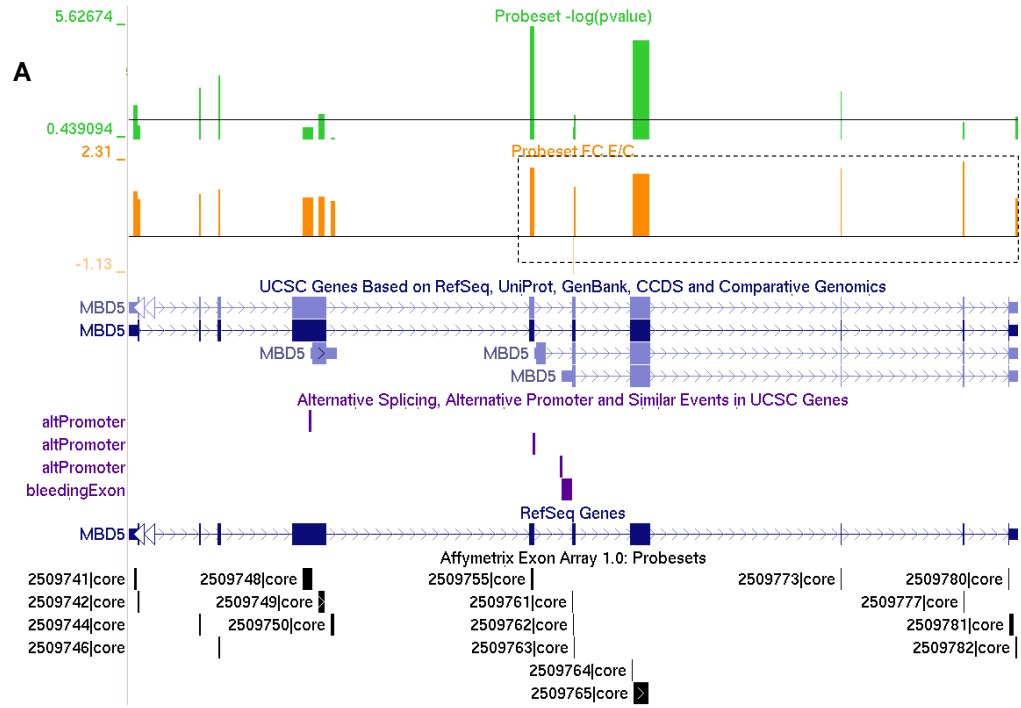 5.62674 _
Probeset -log(pvalue)
A
0.439094 _
2.31 _
Probeset FC E/C
-1.13 _
UCSC Genes Based on RefSeq, UniProt, GenBank, CCDS and Comparative Genomics
MBD5
MBD5
MBD5 MBD5
MBD5
Alternative Splicing, Alternative Promoter and Similar Events in UCSC Genes
altPromoter
altPromoter
altPromoter
bleedingExon
RefSeq Genes
MBD5
Affymetrix Exon Array 1.0: Probesets
2509741|core 2509748|core 2509755|core 2509773|core 2509780|core
2509742|core 2509749|core 2509761|core 2509777|core
2509744|core 2509750|core 2509762|core 2509781|core
2509746|core 2509763|core 2509782|core
2509764|core
2509765|core